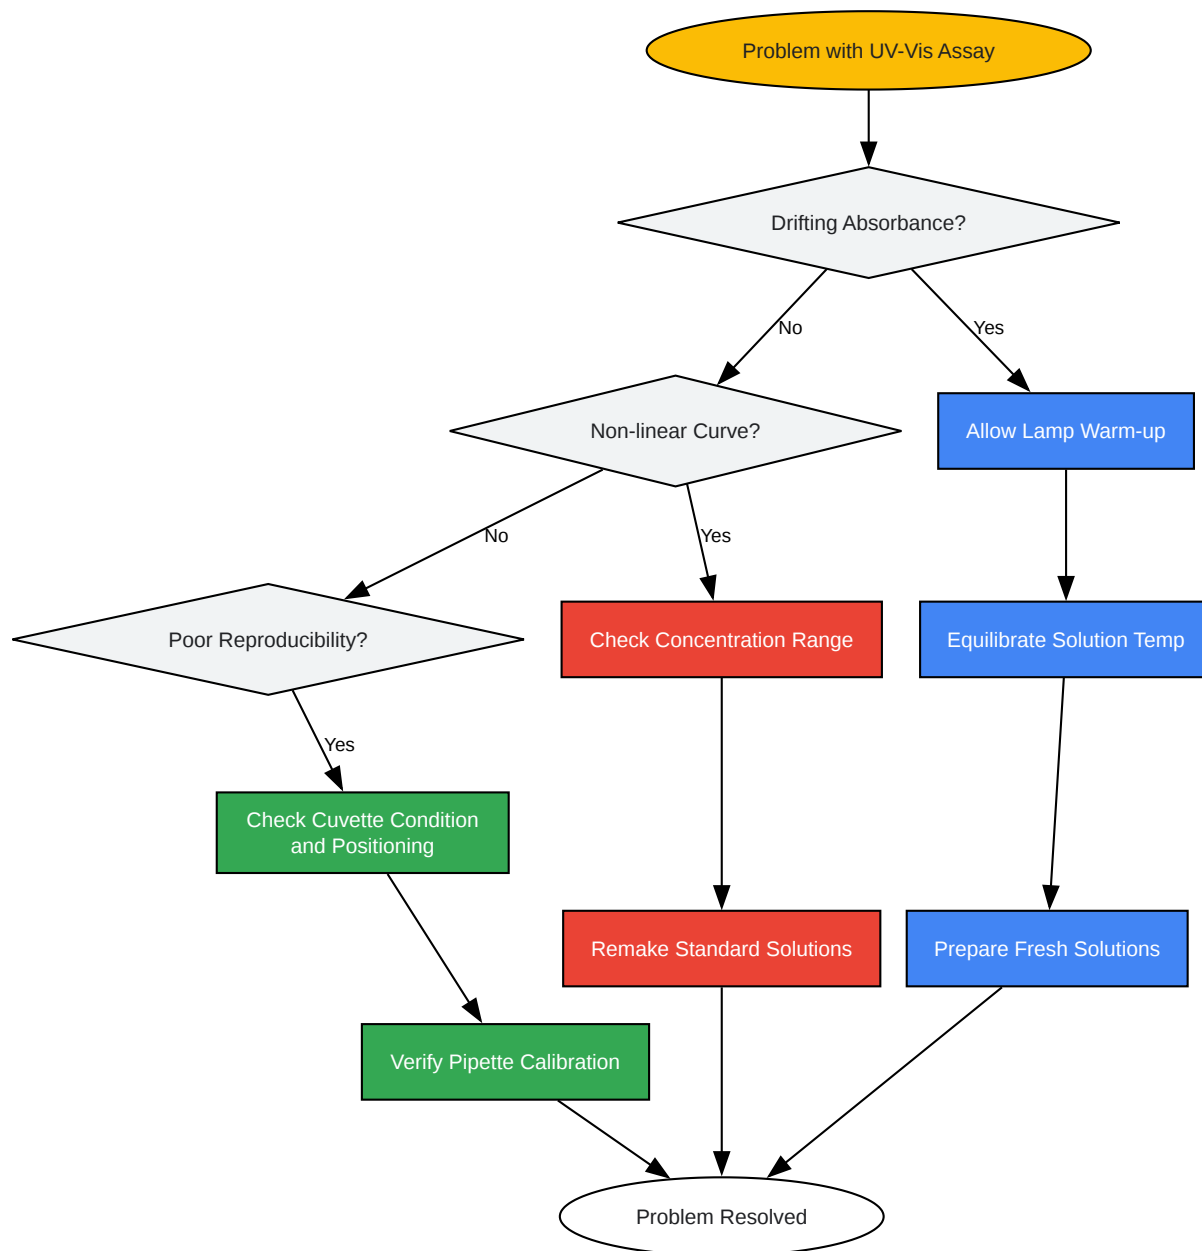 Problem with UV-Vis Assay
Drifting Absorbance?
No
Yes
Non-linear Curve?
Allow Lamp Warm-up
No
Yes
Poor Reproducibility?
Check Concentration Range
Equilibrate Solution Temp
Yes
Check Cuvette Condition
and Positioning
Remake Standard Solutions
Prepare Fresh Solutions
Verify Pipette Calibration
Problem Resolved